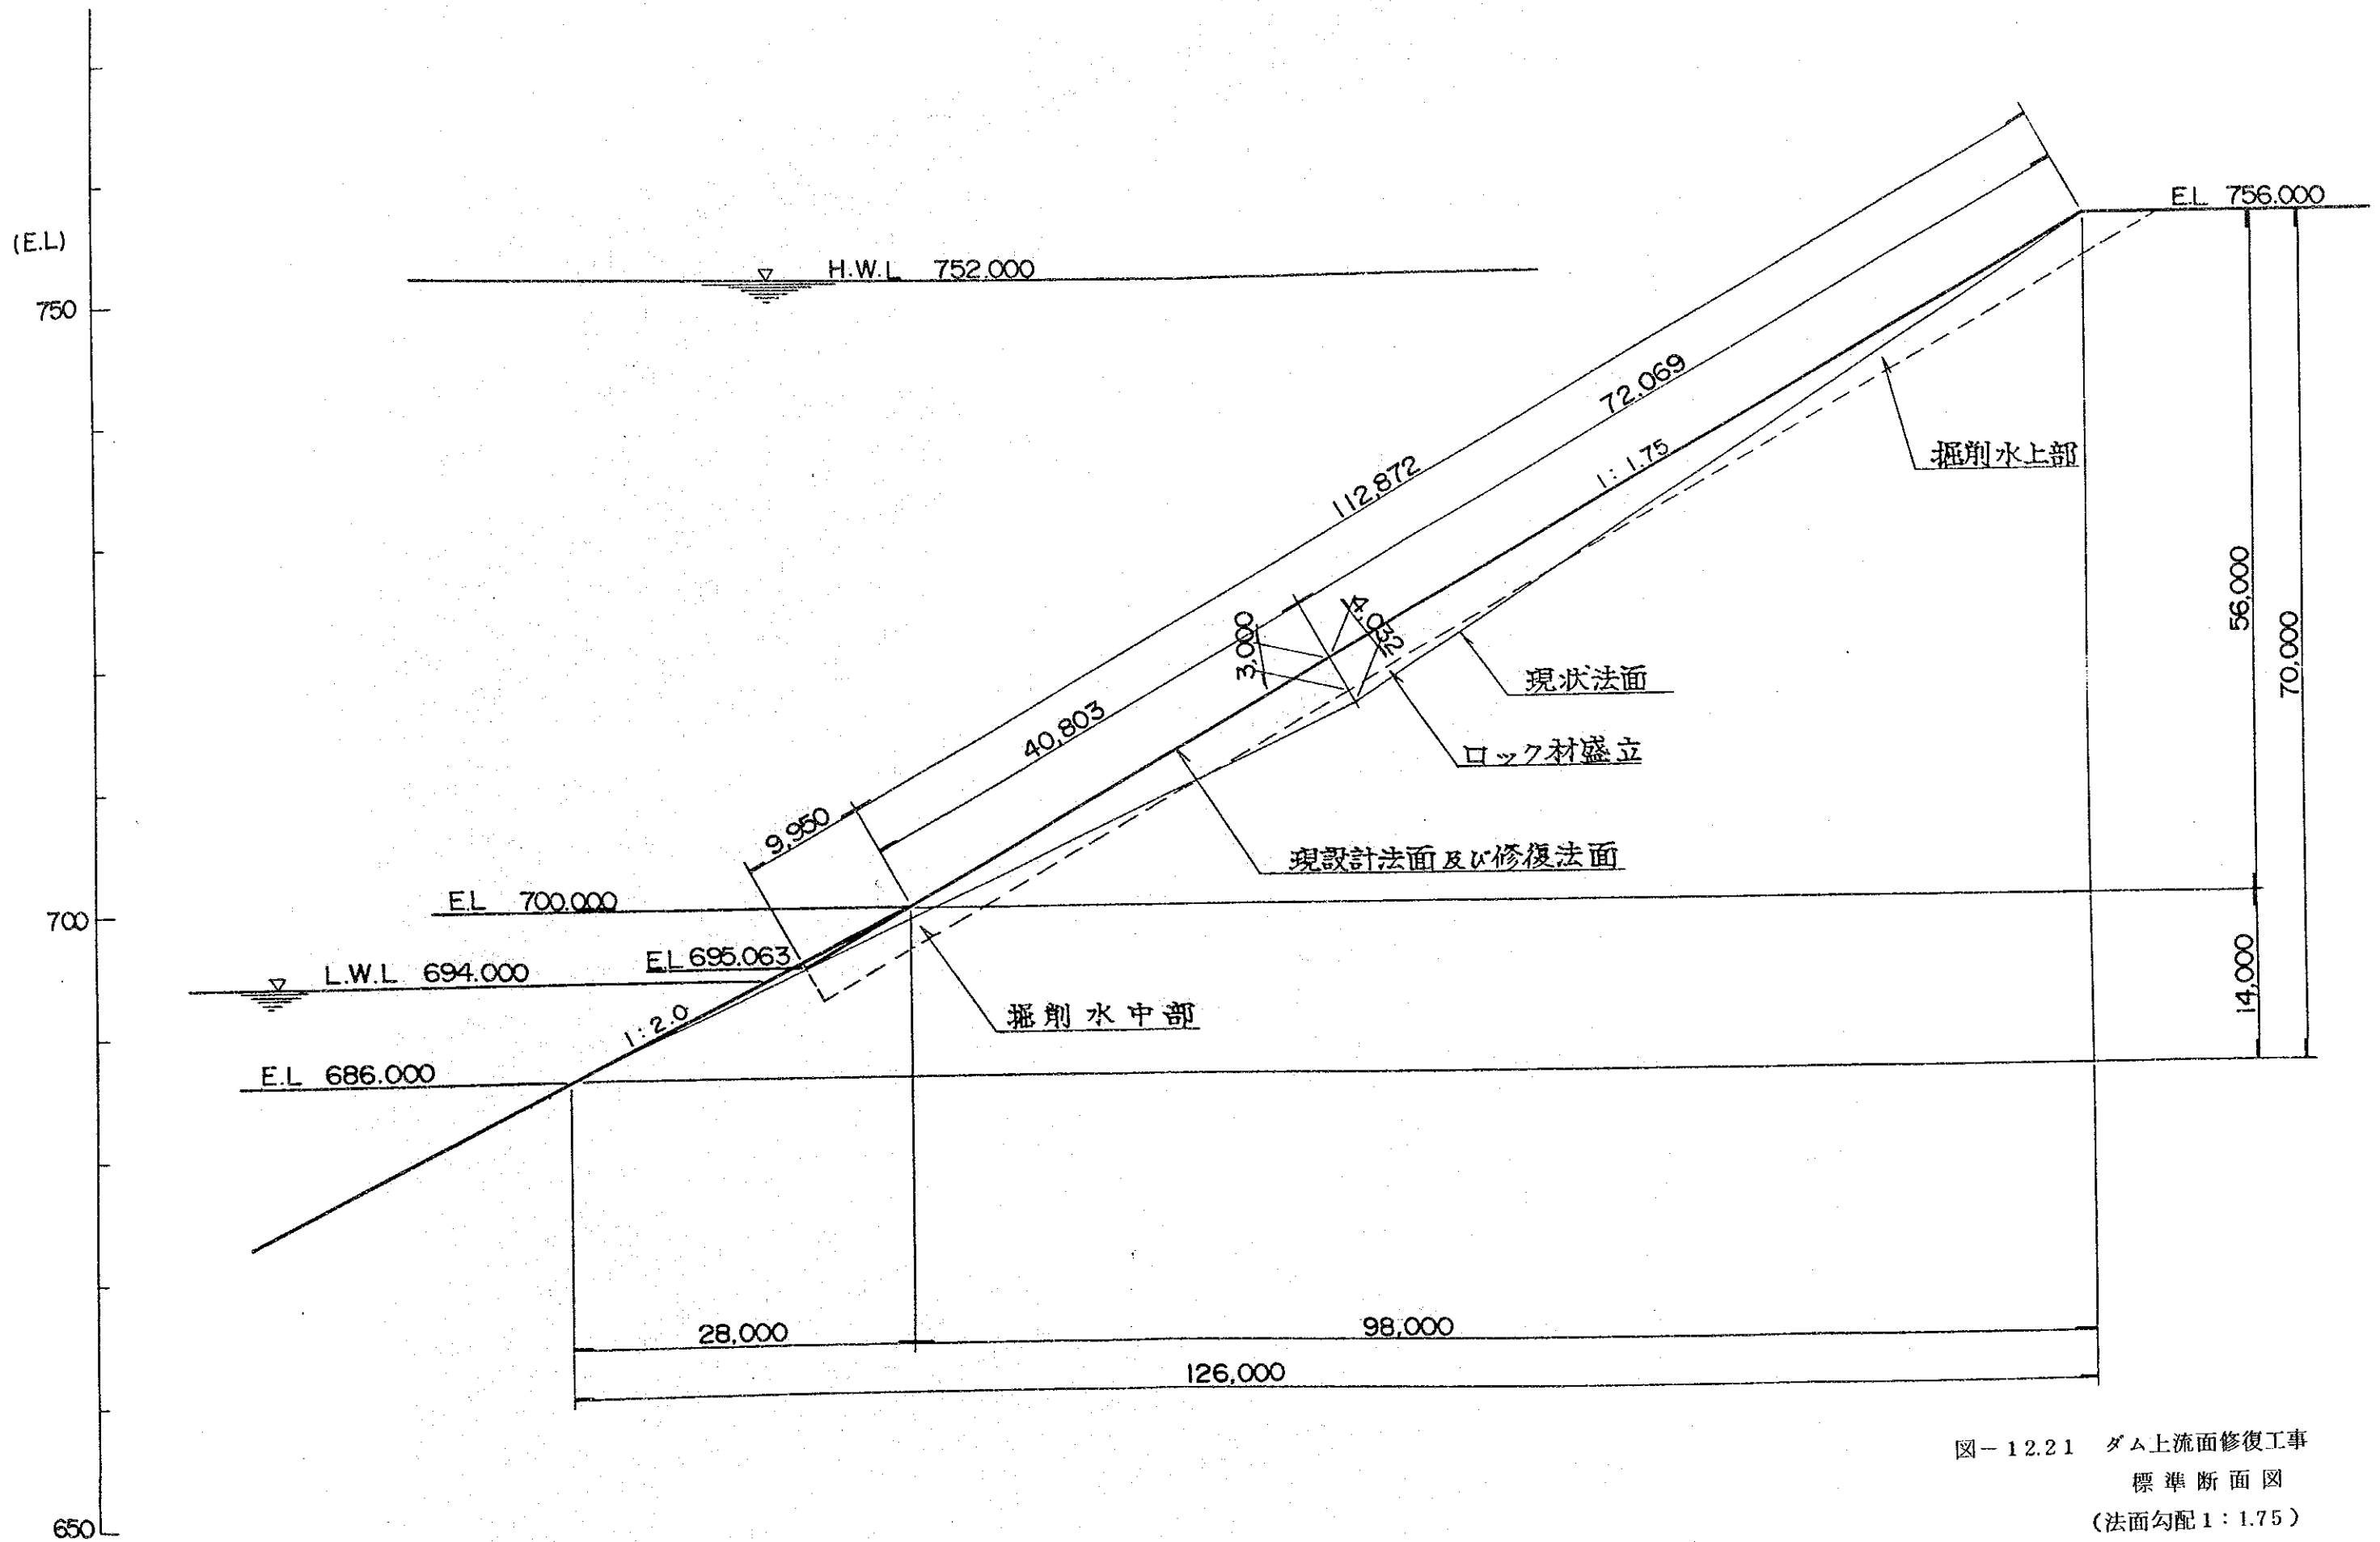 E.L 756.000
(E.L)
H.W.L 752.000
750
72,069
112,872
1:1.75
掘削水上部
56,000
70,000
3,000
4,032
現状法面
ロック材盛立
40,803
9,950
現設計法面及び修復法面
E.L 700.000
700
E.L 695.063
L.W.L 694.000
掘削水中部
14,000
1:2.0
E.L 686.000
28,000
98,000
126,000
図-12.21 ダム上流面修復工事
標準断面図
(法面勾配1:1.75)
650